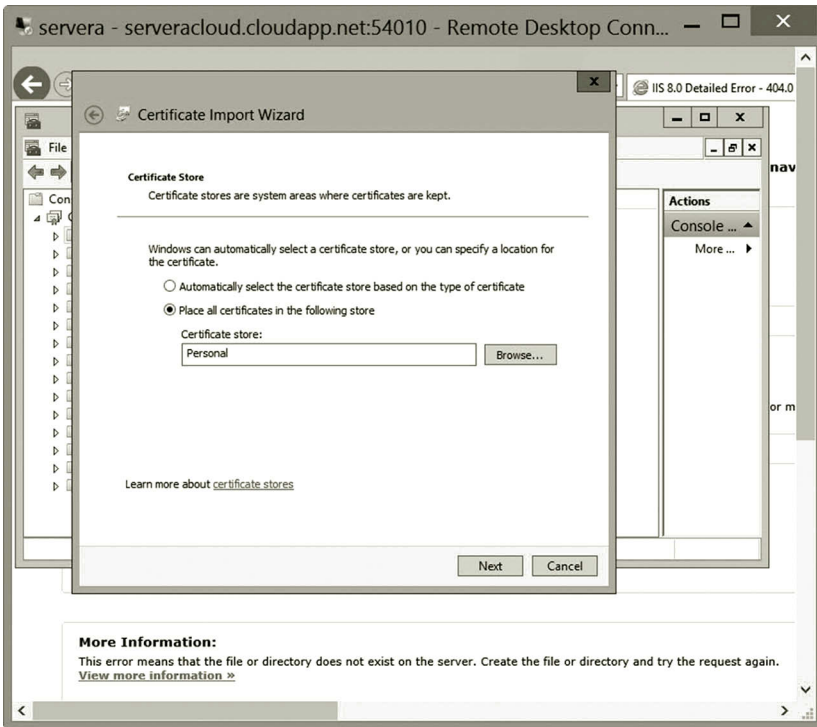 servera - serveracloud.cloudapp.net:54010 - Remote Desktop Conn...
IIS 8.0 Detailed Error - 404.0
Certificate Import Wizard
File
Certificate Store
Certificate stores are system areas where certificates are kept.
Actions
Console ...
More ...
Windows can automatically select a certificate store, or you can specify a location for
the certificate.
Automatically select the certificate store based on the type of certificate
Place all certificates in the following store
Certificate store:
Personal
Browse...
or m
Learn more about certificate stores
Next
Cancel
More Information:
This error means that the file or directory does not exist on the server. Create the file or directory and try the request again.
View more information »